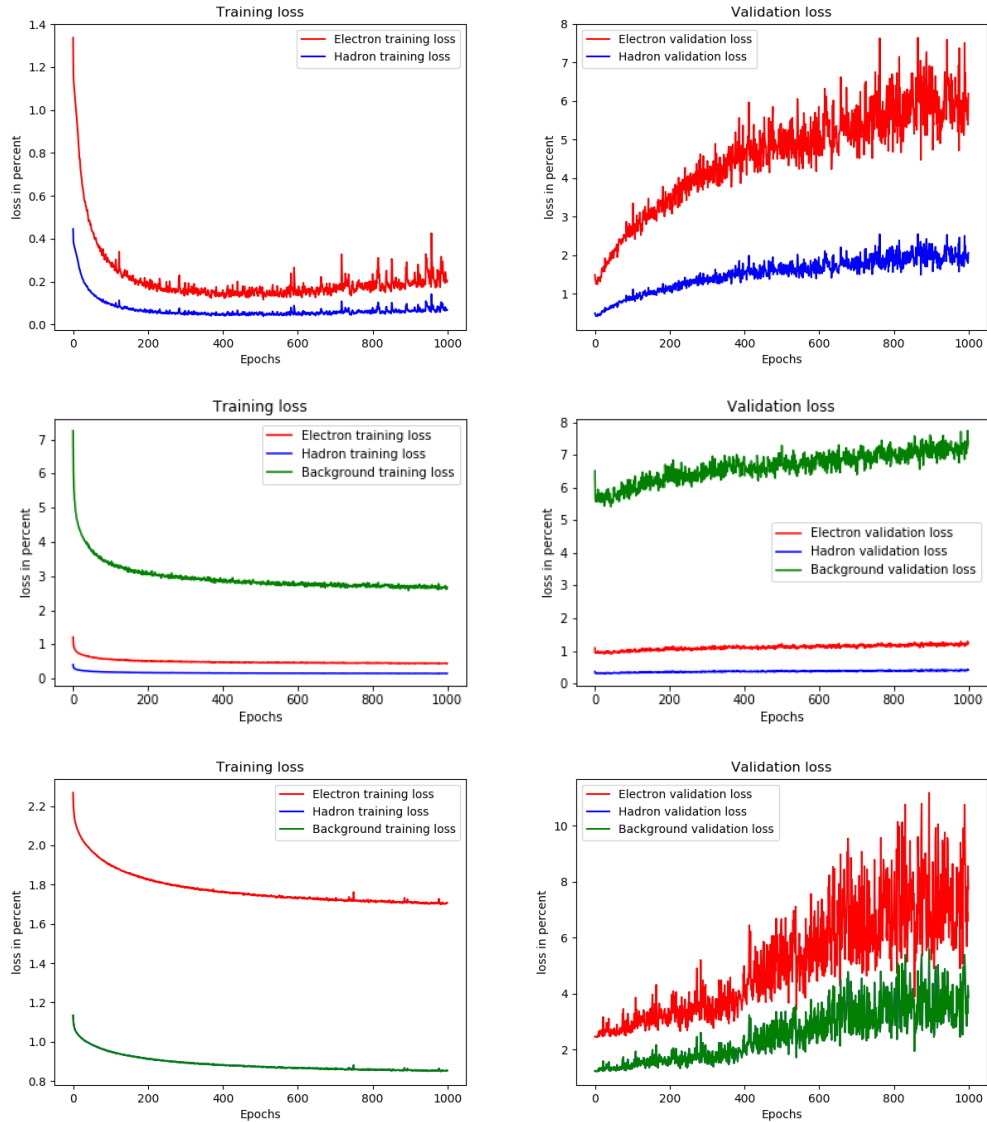 Training loss
Electron training loss
Hadron training loss
loss in percent
1.4
1.2
1.0
0.8
0.6
0.4
0.2
0.0
0 200 400 600 800 1000
Epochs
Validation loss
Electron validation loss
Hadron validation loss
loss in percent
8
7
6
5
4
3
2
1
0 200 400 600 800 1000
Epochs
Training loss
Electron training loss
Hadron training loss
Background training loss
loss in percent
7
6
5
4
3
2
1
0
0 200 400 600 800 1000
Epochs
Validation loss
Electron validation loss
Hadron validation loss
Background validation loss
loss in percent
8
7
6
5
4
3
2
1
0
0 200 400 600 800 1000
Epochs
Training loss
Electron training loss
Hadron training loss
Background training loss
loss in percent
2.2
2.0
1.8
1.6
1.4
1.2
1.0
0.8
0 200 400 600 800 1000
Epochs
Validation loss
Electron validation loss
Hadron validation loss
Background validation loss
loss in percent
10
8
6
4
2
0 200 400 600 800 1000
Epochs